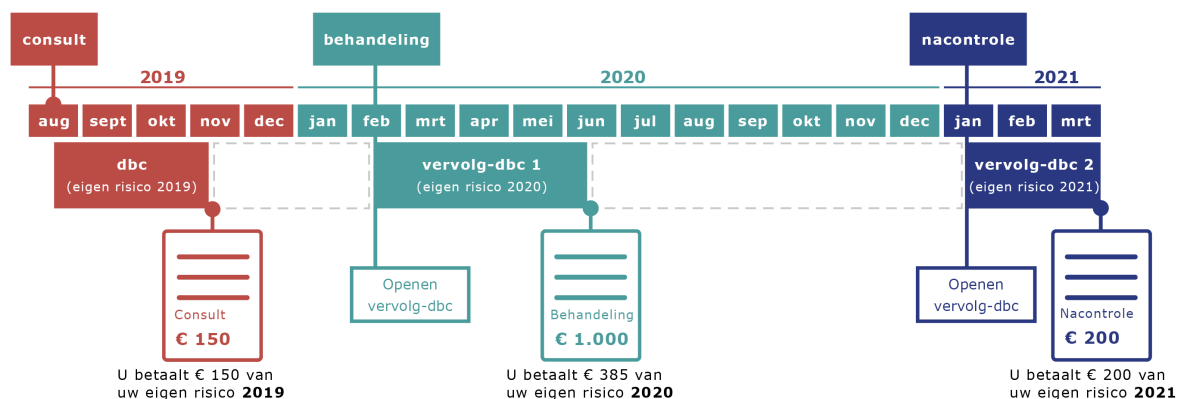 consult
behandeling
nacontrole
2019
2020
2021
aug sept okt nov dec jan feb mrt apr mei jun jul aug sep okt nov dec jan feb mrt
dbc
(eigen risico 2019)
vervolg-dbc 1
(eigen risico 2020)
vervolg-dbc 2
(eigen risico 2021)
Consult
€ 150
Openen
vervolg-dbc
Behandeling
€ 1.000
Openen
vervolg-dbc
Nacontrole
€ 200
U betaalt € 150 van
uw eigen risico 2019
U betaalt € 385 van
uw eigen risico 2020
U betaalt € 200 van
uw eigen risico 2021